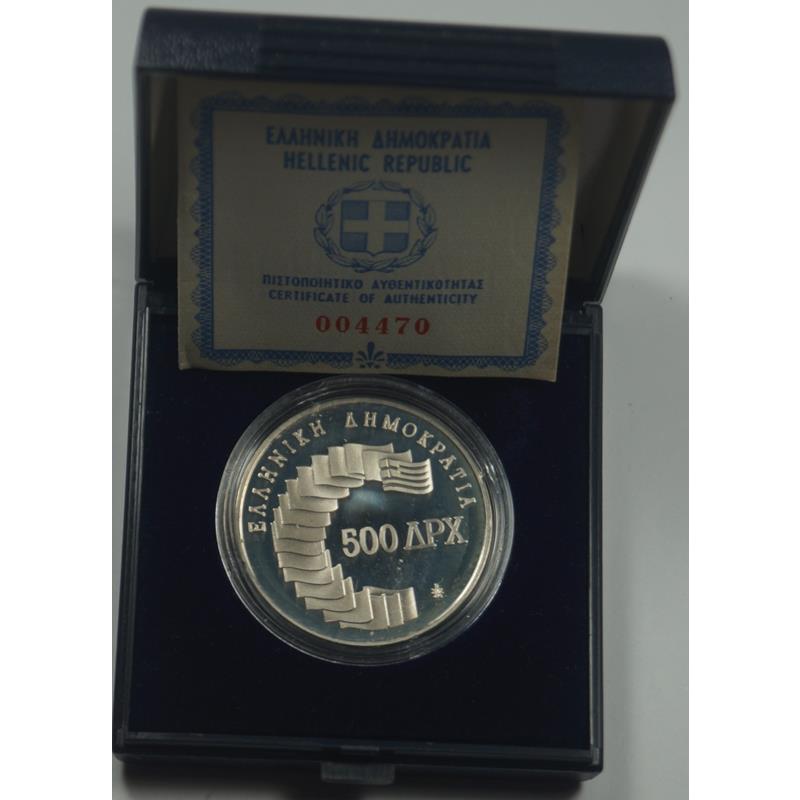 ΕΛΛΗΝΙΚΗ ΔΗΜΟΚΡΑΤΙΑ
HELLENIC REPUBLIC
ΠΙΣΤΟΠΟΙΗΤΙΚΟ ΑΥΘΕΝΤΙΚΟΤΗΤΑΣ
CERTIFICATE OF AUTHENTICITY
004470
ΕΛΛΗΝΙΚΗ ΔΗΜΟΚΡΑΤΙΑ
500 ΔΡΧ